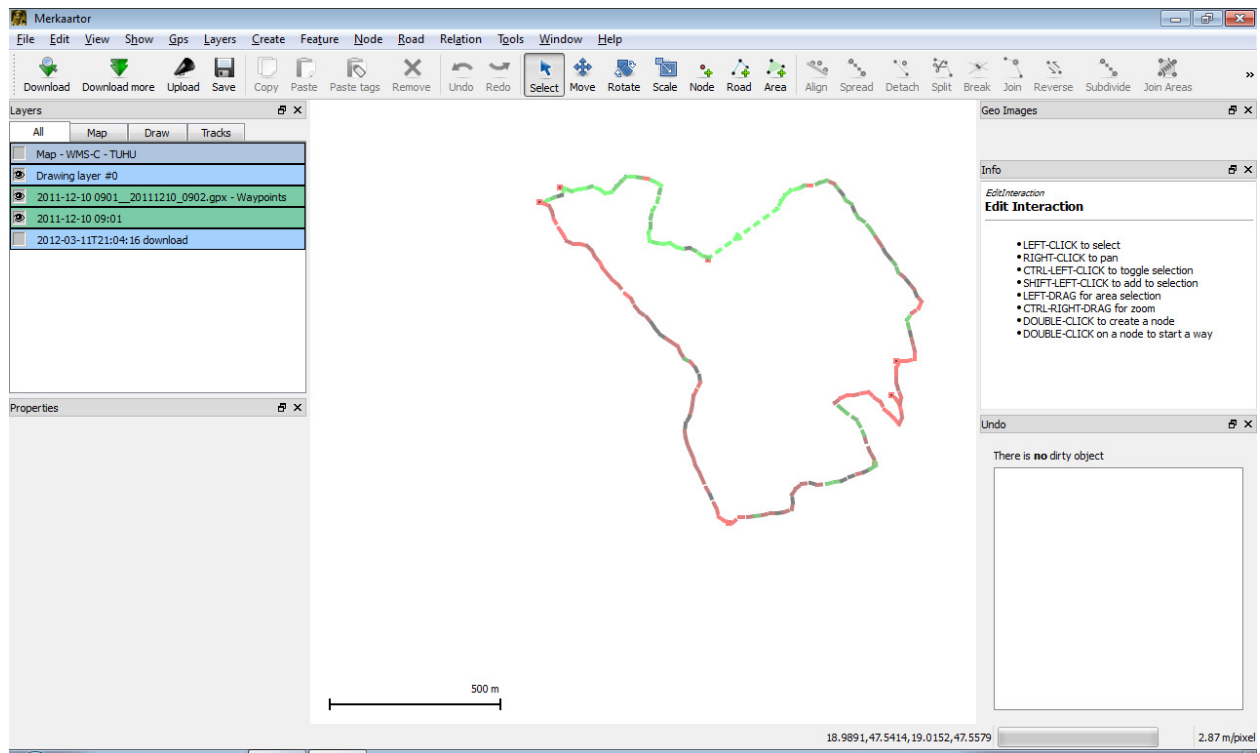 Merkaartor
File Edit View Show Gps Layers Create Feature Node Road Relation Tools Window Help
Download Download more Upload Save Copy Paste Paste tags Remove Undo Redo Select Move Rotate Scale Node Road Area Align Spread Detach Split Break Join Reverse Subdivide Join Areas »
Layers
All Map Draw Tracks
Map - WMS-C - TUHU
Drawing layer #0
2011-12-10 0901__20111210_0902.gpx - Waypoints
2011-12-10 09:01
2012-03-11T21:04:16 download
Properties
500 m
Geo Images
Info
EditInteraction
Edit Interaction
•LEFT-CLICK to select
•RIGHT-CLICK to pan
•CTRL-LEFT-CLICK to toggle selection
•SHIFT-LEFT-CLICK to add to selection
•LEFT-DRAG for area selection
•CTRL-RIGHT-DRAG for zoom
•DOUBLE-CLICK to create a node
•DOUBLE-CLICK on a node to start a way
Undo
There is no dirty object
18.9891,47.5414,19.0152,47.5579
2.87 m/pixel